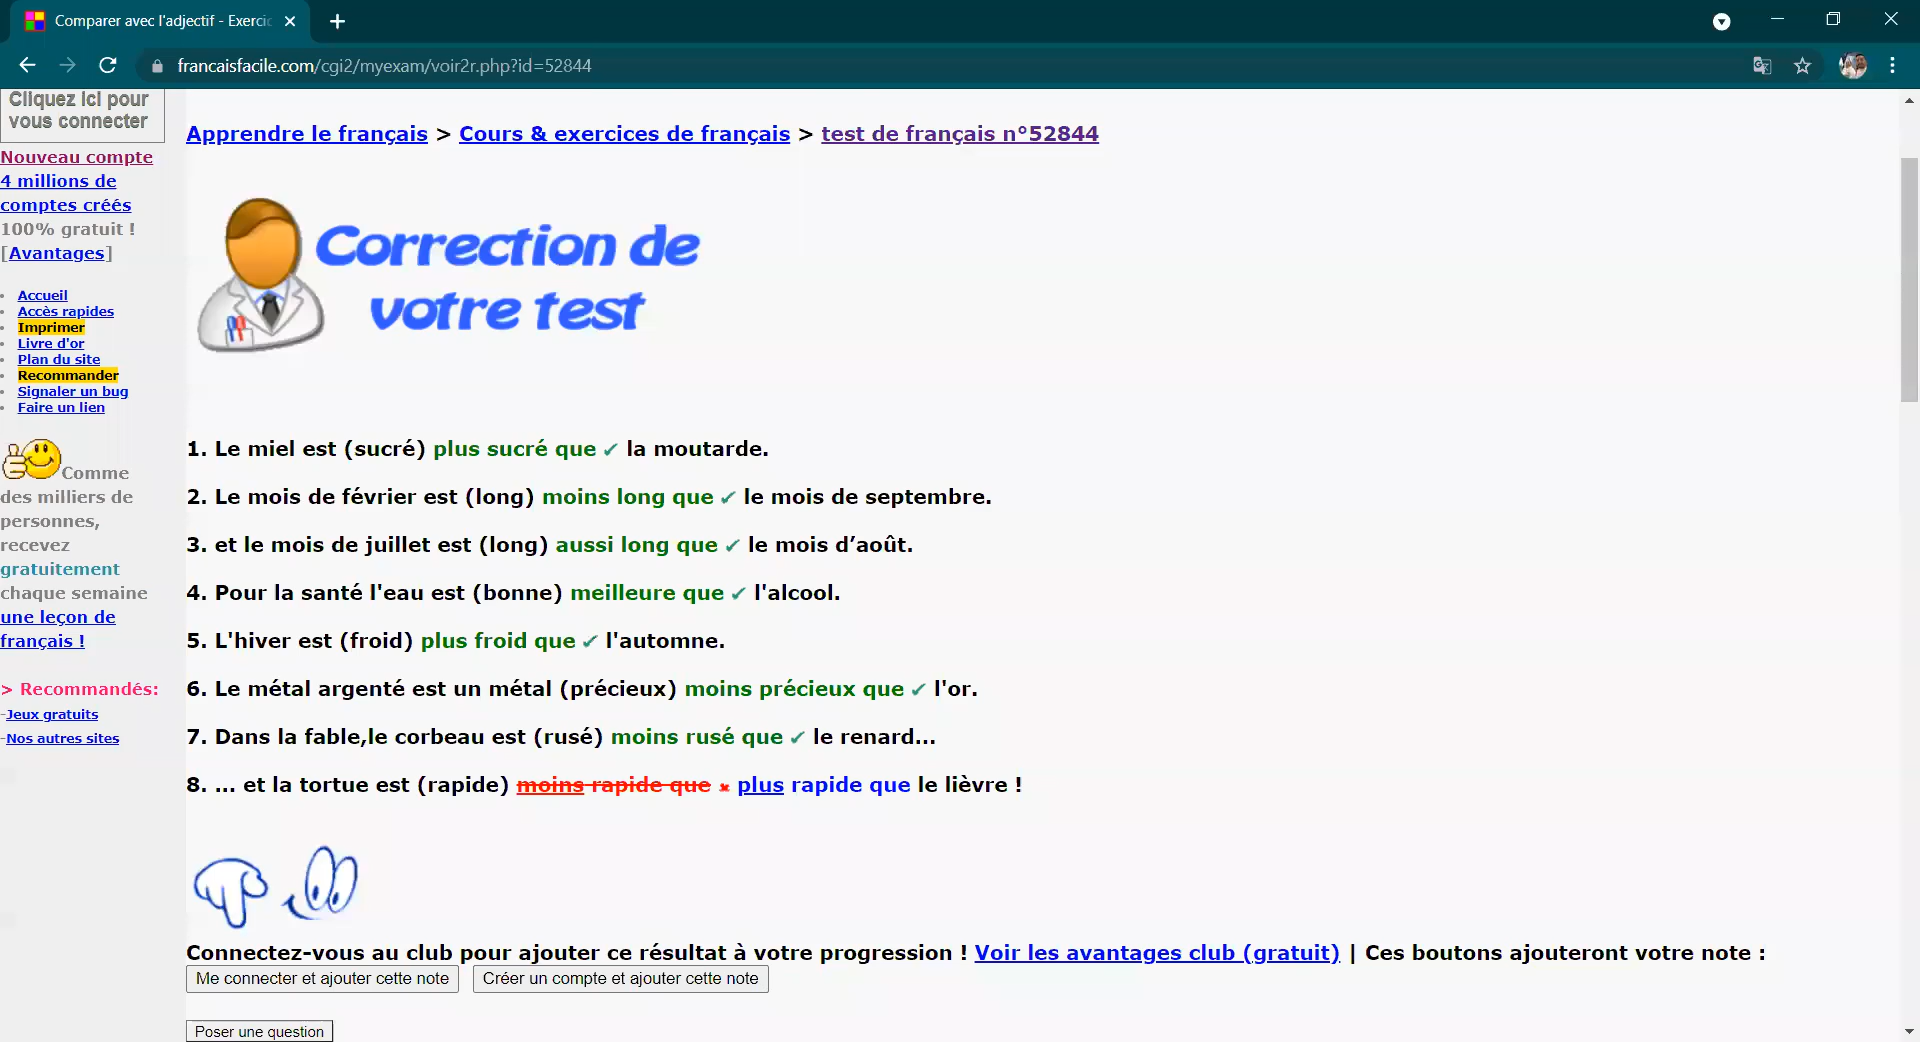 Comparer avec l'adjectif - Exercic
francaisfacile.com/cgi2/myexam/voir2r.php?id=52844
Cliquez ici pour
vous connecter
Nouveau compte
4 millions de
comptes créés
100% gratuit !
[Avantages]
Accueil
Accès rapides
Imprimer
Livre d'or
Plan du site
Recommander
Signaler un bug
Faire un lien
Comme
des milliers de
personnes,
recevez
gratuitement
chaque semaine
une leçon de
français !
> Recommandés:
-Jeux gratuits
-Nos autres sites
Apprendre le français > Cours & exercices de français > test de français n°52844
Correction de
votre test
1. Le miel est (sucré) plus sucré que ✓ la moutarde.
2. Le mois de février est (long) moins long que ✓ le mois de septembre.
3. et le mois de juillet est (long) aussi long que ✓ le mois d’août.
4. Pour la santé l'eau est (bonne) meilleure que ✓ l'alcool.
5. L'hiver est (froid) plus froid que ✓ l'automne.
6. Le métal argenté est un métal (précieux) moins précieux que ✓ l'or.
7. Dans la fable,le corbeau est (rusé) moins rusé que ✓ le renard...
8. ... et la tortue est (rapide) moins rapide que × plus rapide que le lièvre !
Connectez-vous au club pour ajouter ce résultat à votre progression ! Voir les avantages club (gratuit) | Ces boutons ajouteront votre note :
Me connecter et ajouter cette note Créer un compte et ajouter cette note
Poser une question